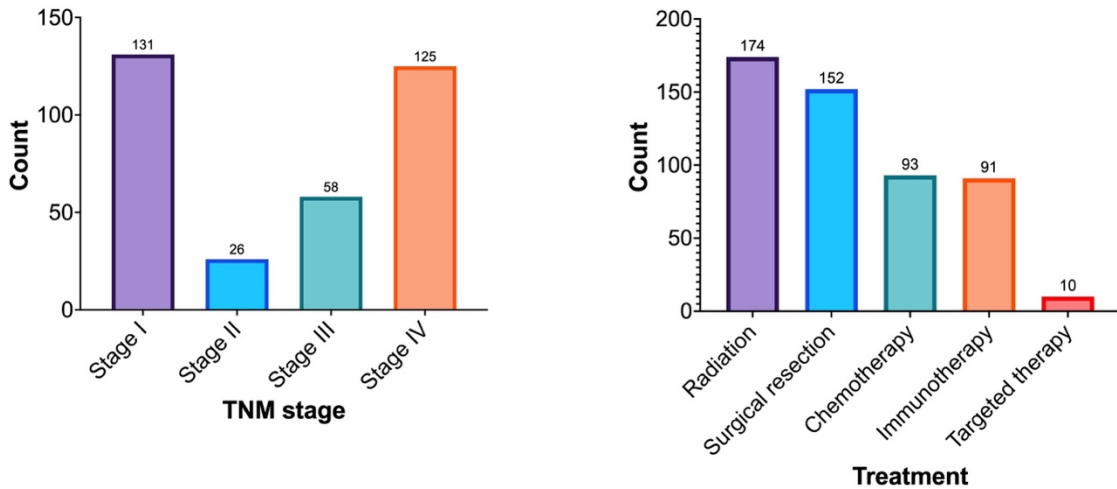 150
100
50
0
Count
131
26
58
125
Stage I
Stage II
Stage III
Stage IV
TNM stage
200
150
100
50
0
Count
174
152
93
91
10
Radiation
Surgical resection
Chemotherapy
Immunotherapy
Targeted therapy
Treatment